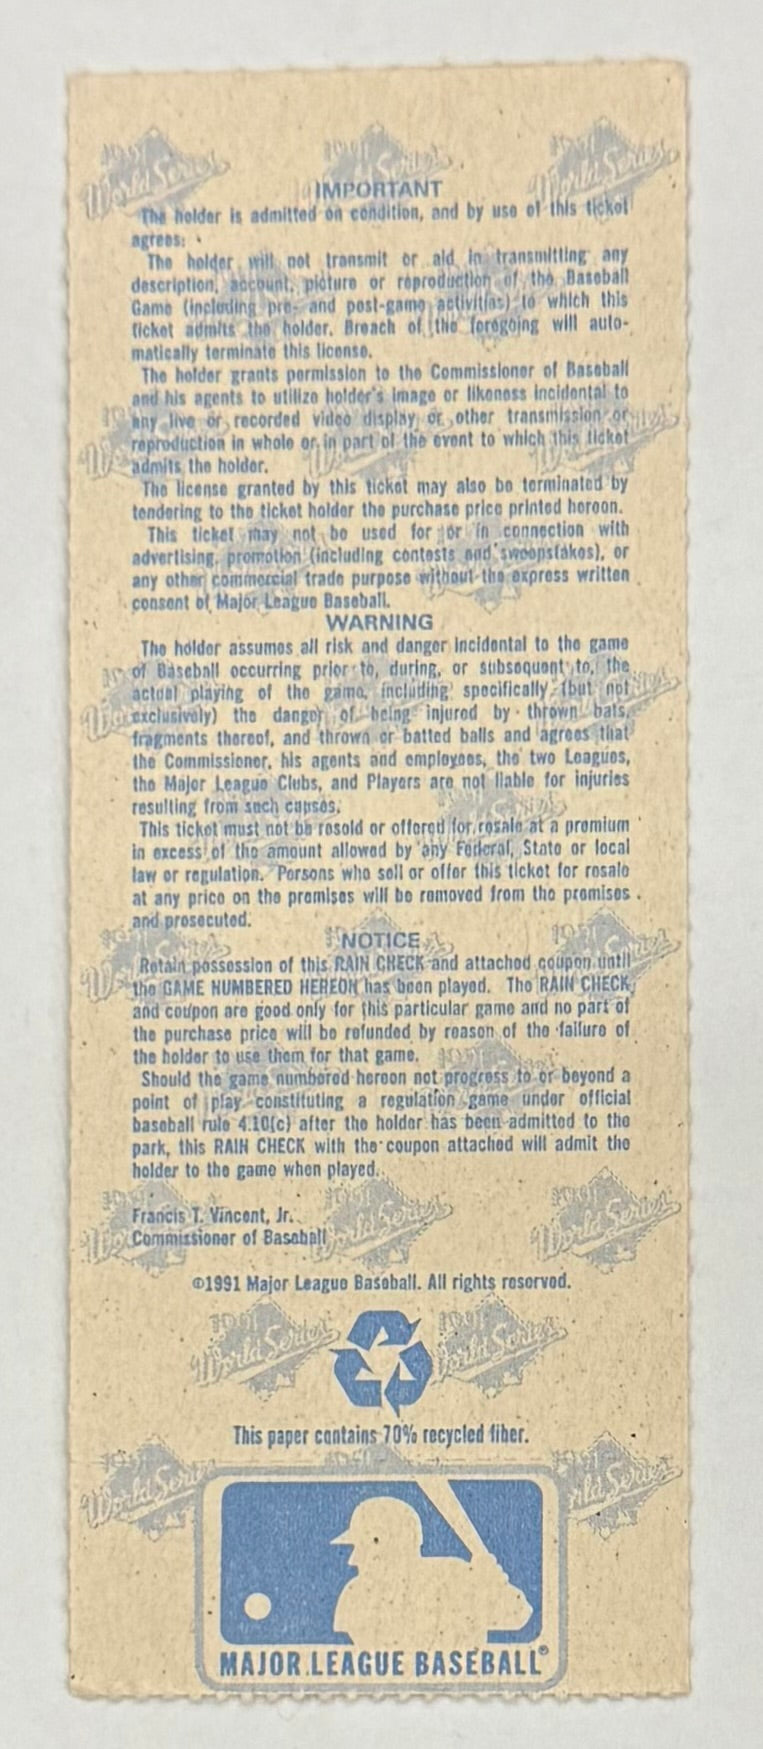 IMPORTANT
The holder is admitted on condition, and by use of this ticket
agrees:
The holder will not transmit or aid in transmitting any
description, account, picture or reproduction of the Baseball
Game (including pre- and post-game activities) to which this
ticket admits the holder. Breach of the foregoing will auto-
matically terminate this license.
The holder grants permission to the Commissioner of Baseball
and his agents to utilize holder's image or likeness incidental to
any live or recorded video display or other transmission or
reproduction in whole or in part of the event to which this ticket
admits the holder.
The license granted by this ticket may also be terminated by
tendering to the ticket holder the purchase price printed hereon.
This ticket may not be used for or in connection with
advertising, promotion (including contests and sweepstakes), or
any other commercial trade purpose without the express written
consent of Major League Baseball.
WARNING
The holder assumes all risk and danger incidental to the game
of Baseball occurring prior to, during, or subsequent to, the
actual playing of the game, including specifically (but not
exclusively) the danger of being injured by thrown bats,
fragments thereof, and thrown or batted balls and agrees that
the Commissioner, his agents and employees, the two Leagues,
the Major League Clubs, and Players are not liable for injuries
resulting from such causes.
This ticket must not be resold or offered for resale at a premium
in excess of the amount allowed by any Federal, State or local
law or regulation. Persons who sell or offer this ticket for resale
at any price on the premises will be removed from the premises
and prosecuted.
NOTICE
Retain possession of this RAIN CHECK and attached coupon until
the GAME NUMBERED HEREON has been played. The RAIN CHECK
and coupon are good only for this particular game and no part of
the purchase price will be refunded by reason of the failure of
the holder to use them for that game.
Should the game numbered hereon not progress to or beyond a
point of play constituting a regulation game under official
baseball rule 4.10(c) after the holder has been admitted to the
park, this RAIN CHECK with the coupon attached will admit the
holder to the game when played.
Francis T. Vincent, Jr.
Commissioner of Baseball
©1991 Major League Baseball. All rights reserved.
1991 World Series
This paper contains 70% recycled fiber.
MAJOR LEAGUE BASEBALL®